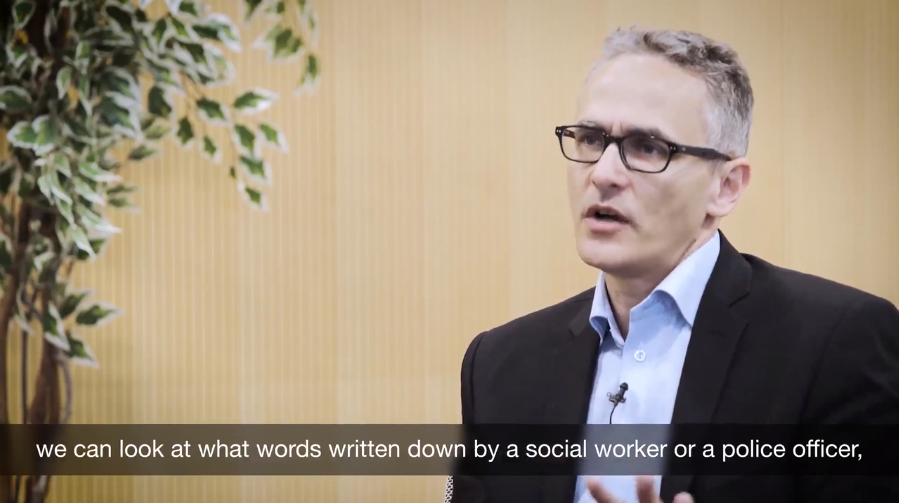 we can look at what words written down by a social worker or a police officer,